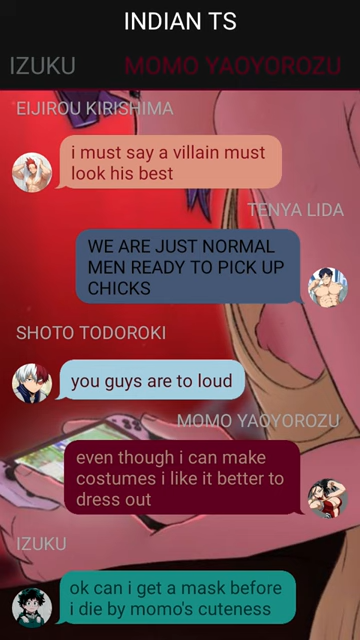 INDIAN TS
IZUKU MOMO YAOYOROZU
EIJIROU KIRISHIMA
i must say a villain must
look his best
TENYA LIDA
WE ARE JUST NORMAL
MEN READY TO PICK UP
CHICKS
SHOTO TODOROKI
you guys are to loud
MOMO YAOYOROZU
even though i can make
costumes i like it better to
dress out
IZUKU
ok can i get a mask before
i die by momo's cuteness